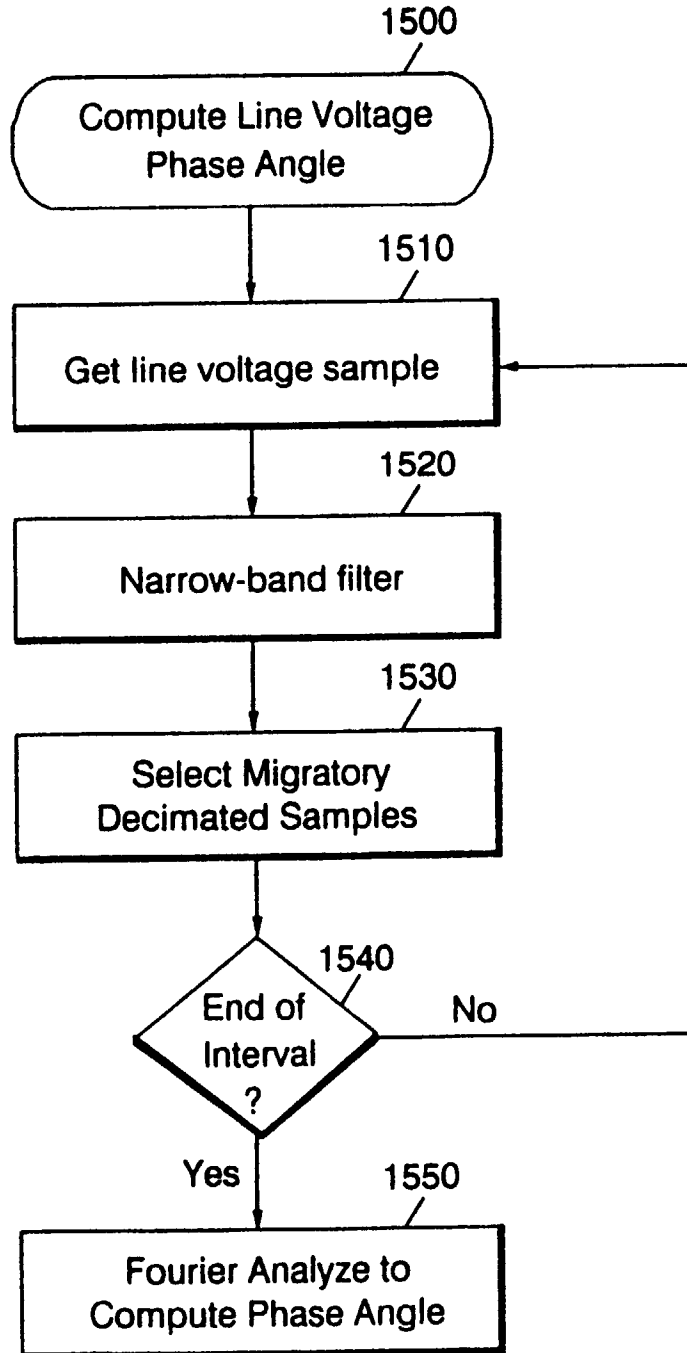 1500
Compute Line Voltage
Phase Angle
1510
Get line voltage sample
1520
Narrow-band filter
1530
Select Migratory
Decimated Samples
1540
End of
Interval
?
No
Yes
1550
Fourier Analyze to
Compute Phase Angle